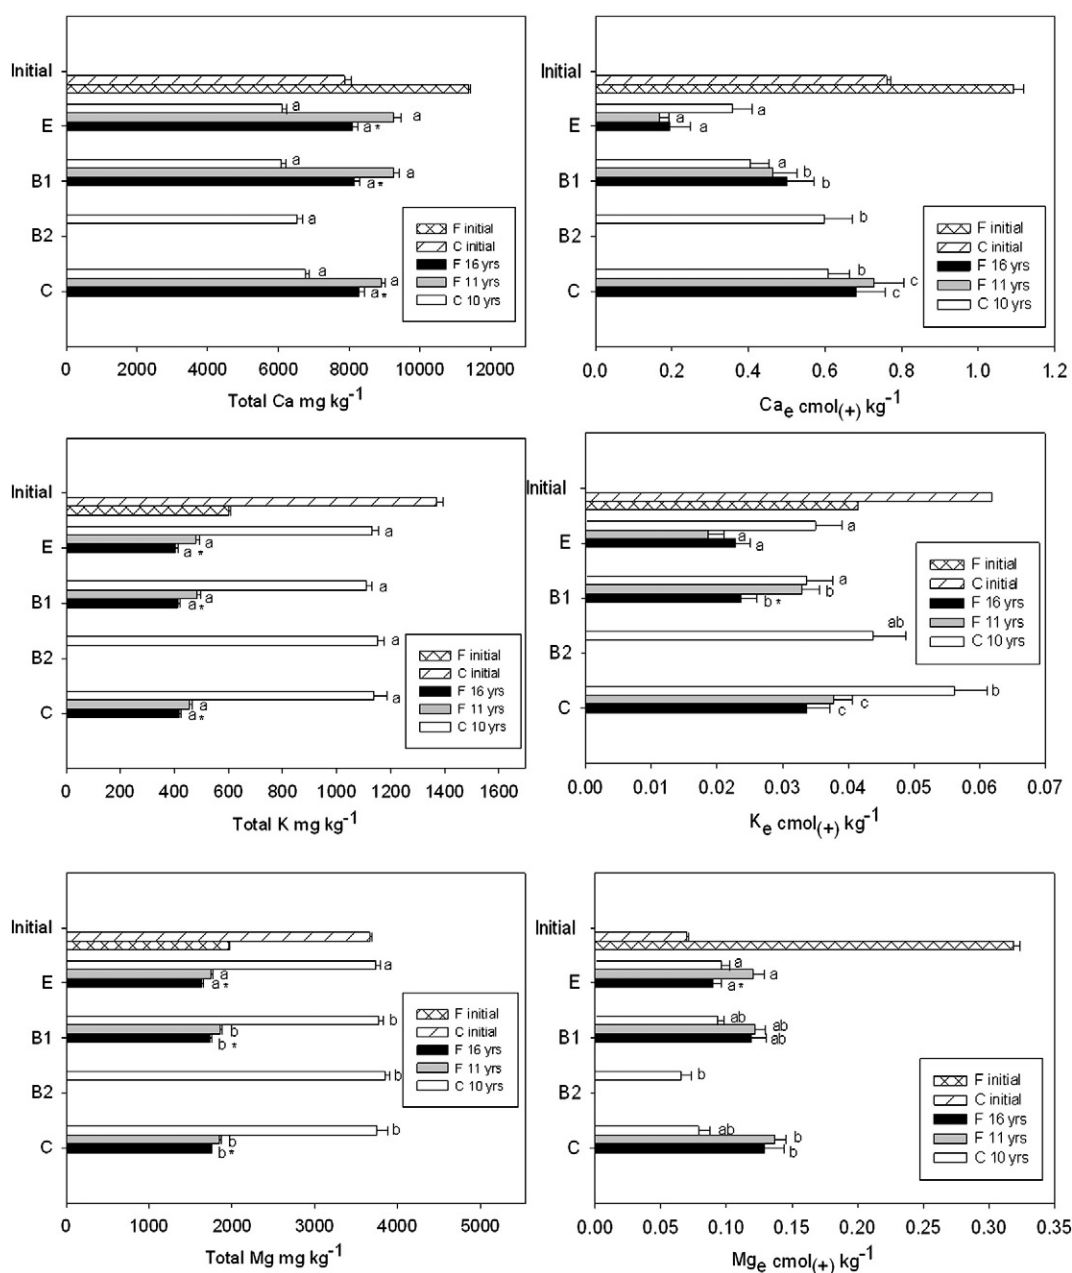 Initial
a
a
E
a *
a
a
B1
a *
a
B2
a
a
C
a *
F initial
C initial
F 16 yrs
F 11 yrs
C 10 yrs
0 2000 4000 6000 8000 10000 12000
Total Ca mg kg-1
Initial
a
a
E
a
a
b
B1
b
b
B2
b
c
C
c
F initial
C initial
F 16 yrs
F 11 yrs
C 10 yrs
0.0 0.2 0.4 0.6 0.8 1.0 1.2
Cae cmol(+) kg-1
Initial
a
a
E
a *
a
a
B1
a *
a
B2
a
a
C
a *
F initial
C initial
F 16 yrs
F 11 yrs
C 10 yrs
0 200 400 600 800 1000 1200 1400 1600
Total K mg kg-1
Initial
a
a
E
a
a
b
B1
b *
ab
B2
b
c
C
c
F initial
C initial
F 16 yrs
F 11 yrs
C 10 yrs
0.00 0.01 0.02 0.03 0.04 0.05 0.06 0.07
Ke cmol(+) kg-1
Initial
a
a
E
a *
b
b
B1
b *
b
B2
b
b
C
b *
F initial
C initial
F 16 yrs
F 11 yrs
C 10 yrs
0 1000 2000 3000 4000 5000
Total Mg mg kg-1
Initial
a
a
E
a *
ab
ab
B1
ab
b
B2
ab
b
C
b
F initial
C initial
F 16 yrs
F 11 yrs
C 10 yrs
0.00 0.05 0.10 0.15 0.20 0.25 0.30 0.35
Mge cmol(+) kg-1